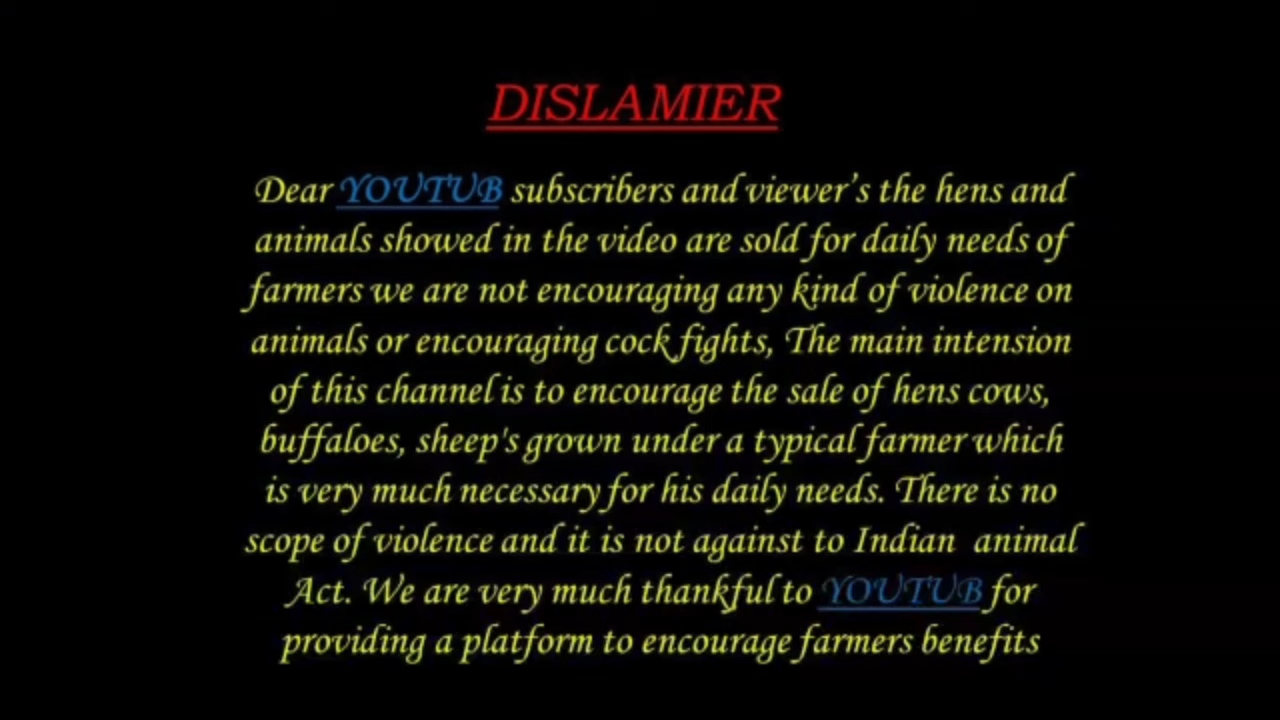 DISLAMIER
Dear YOUTUB subscribers and viewer's the hens and
animals showed in the video are sold for daily needs of
farmers we are not encouraging any kind of violence on
animals or encouraging cock fights, The main intension
of this channel is to encourage the sale of hens cows,
buffaloes, sheep's grown under a typical farmer which
is very much necessary for his daily needs. There is no
scope of violence and it is not against to Indian animal
Act. We are very much thankful to YOUTUB for
providing a platform to encourage farmers benefits